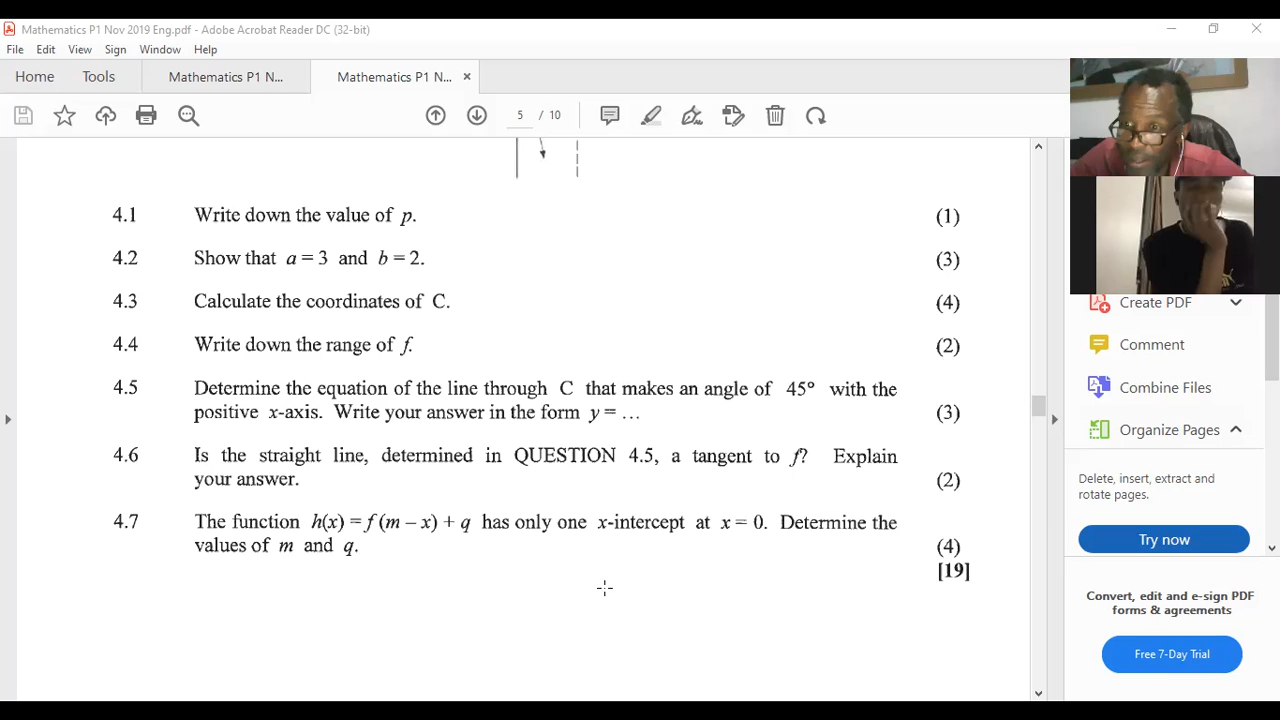 Mathematics P1 Nov 2019 Eng.pdf - Adobe Acrobat Reader DC (32-bit)
File Edit View Sign Window Help
Home Tools Mathematics P1 N... Mathematics P1 N... ×
5 / 10
4.1 Write down the value of p. (1)
4.2 Show that a = 3 and b = 2. (3)
4.3 Calculate the coordinates of C. (4)
4.4 Write down the range of f. (2)
4.5 Determine the equation of the line through C that makes an angle of 45° with the
positive x-axis. Write your answer in the form y = … (3)
4.6 Is the straight line, determined in QUESTION 4.5, a tangent to f? Explain
your answer. (2)
4.7 The function h(x) = f (m – x) + q has only one x-intercept at x = 0. Determine the
values of m and q. (4)
[19]
Create PDF
Comment
Combine Files
Organize Pages
Delete, insert, extract and
rotate pages.
Try now
Convert, edit and e-sign PDF
forms & agreements
Free 7-Day Trial